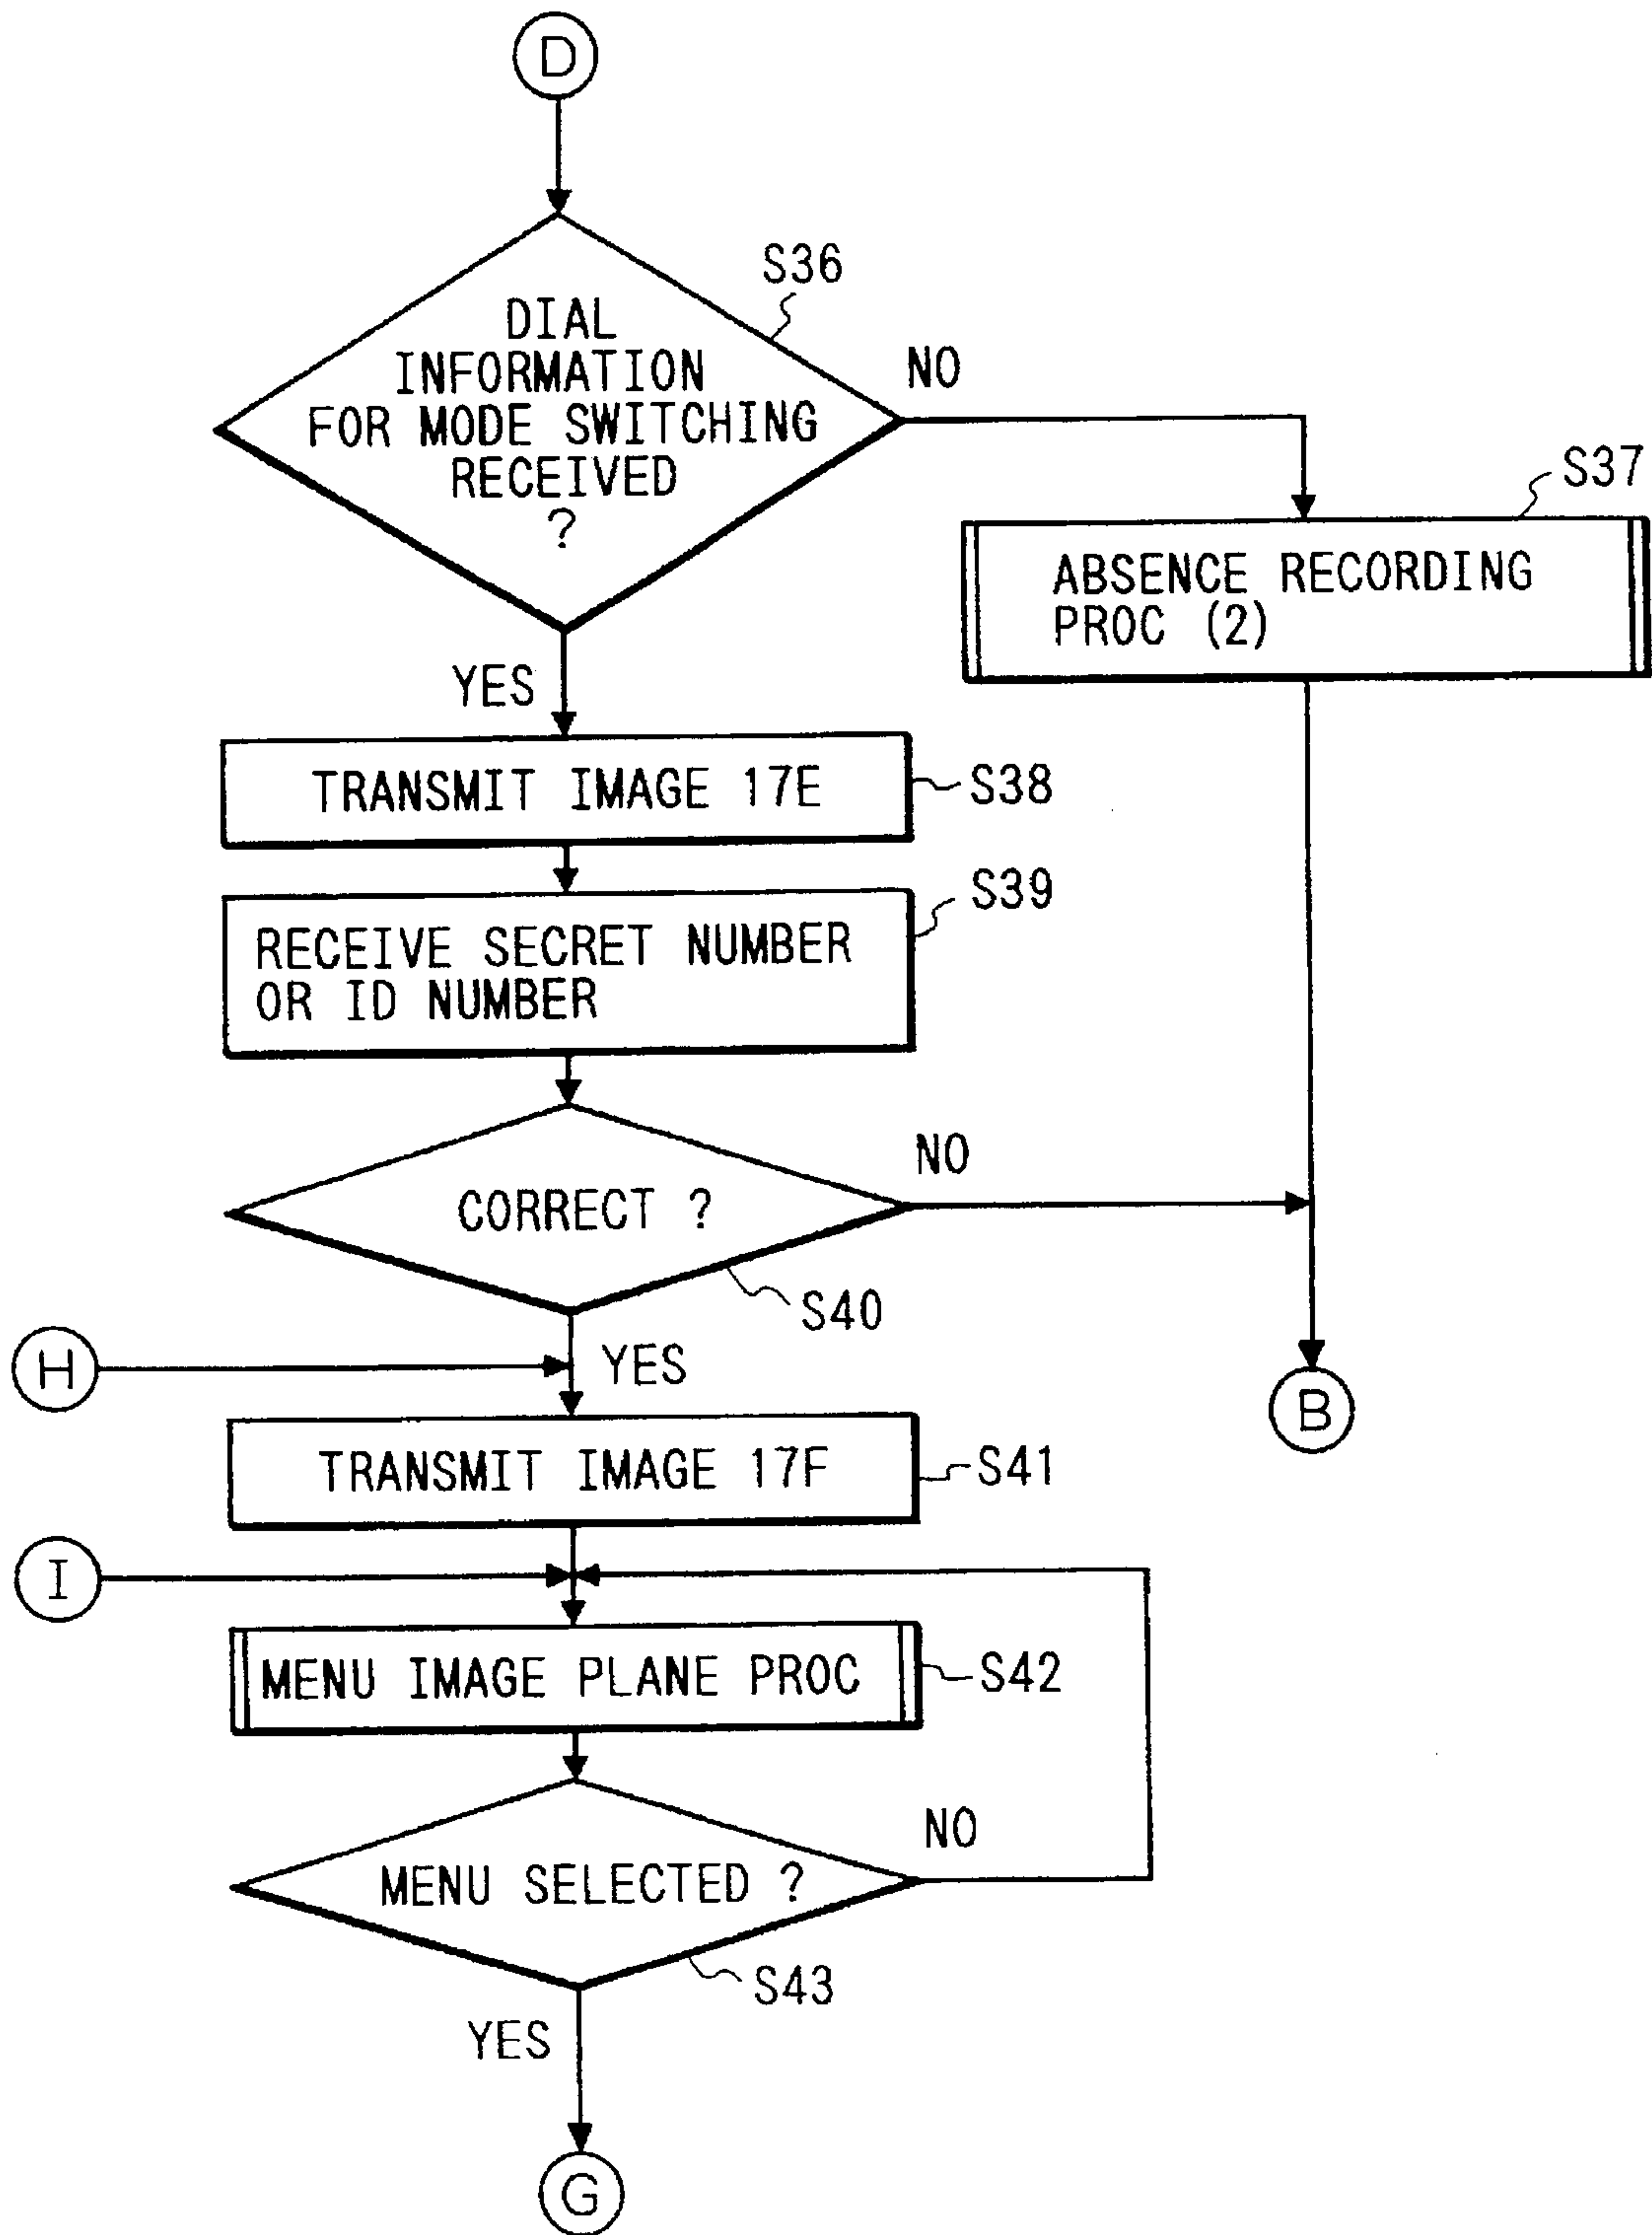 D
S36
DIAL
INFORMATION
FOR MODE SWITCHING
RECEIVED
?
NO
S37
ABSENCE RECORDING
PROC (2)
YES
TRANSMIT IMAGE 17E
S38
S39
RECEIVE SECRET NUMBER
OR ID NUMBER
NO
CORRECT ?
S40
H
YES
B
TRANSMIT IMAGE 17F
S41
I
MENU IMAGE PLANE PROC
S42
NO
MENU SELECTED ?
S43
YES
G